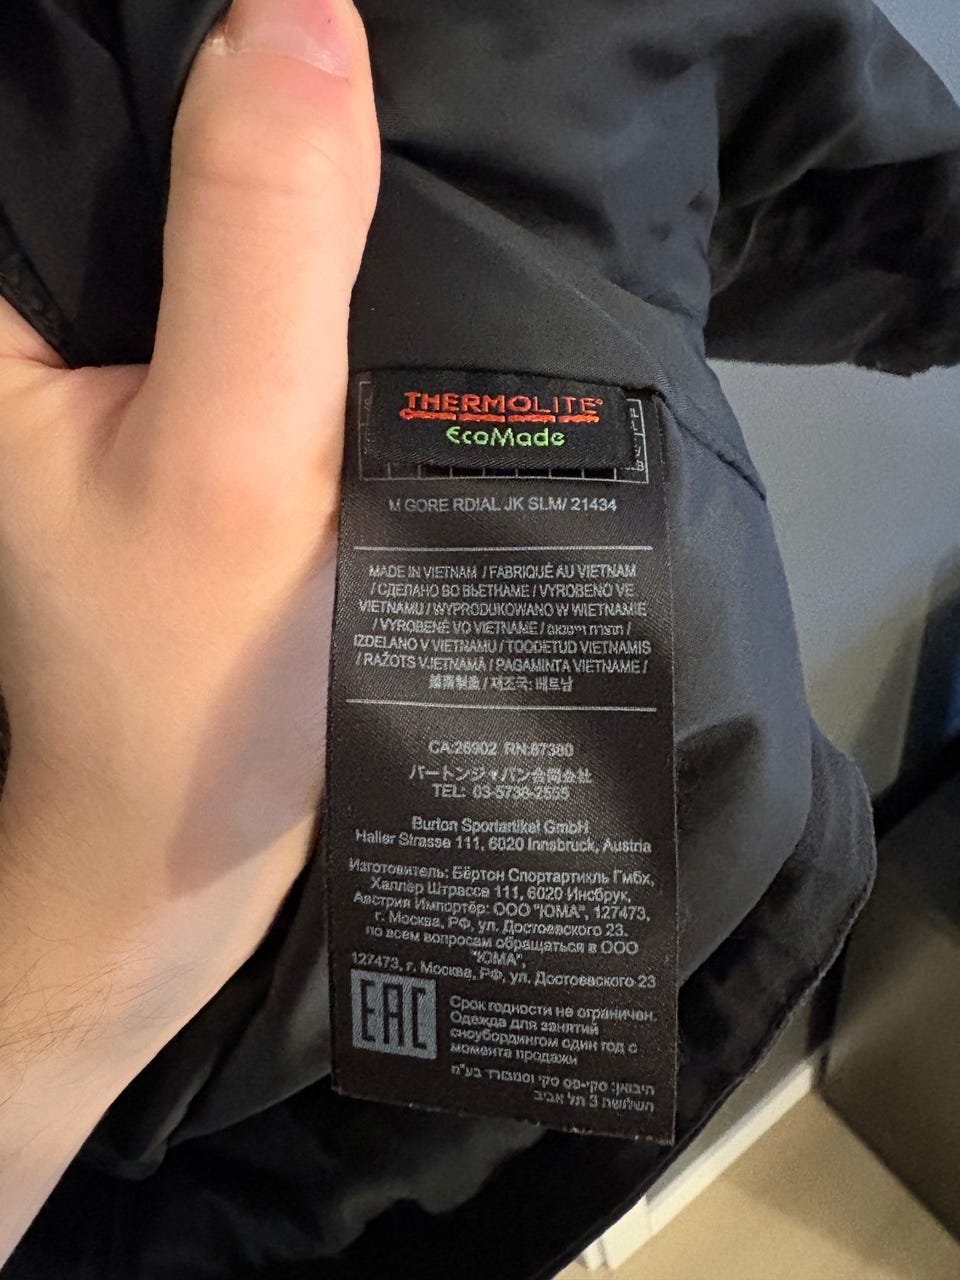 THERMOLITE®
EcoMade
M GORE RDIAL JK SLM/ 21434
MADE IN VIETNAM / FABRIQUÉ AU VIETNAM
/ СДЕЛАНО ВО ВЬЕТНАМЕ / VYROBENO VE
VIETNAMU / WYPRODUKOWANO W WIETNAMIE
/ VYROBENÉ VO VIETNAME / תוצרת וייטנאם /
IZDELANO V VIETNAMU / TOODETUD VIETNAMIS
/ RAŽOTS VJETNAMĀ / PAGAMINTA VIETNAME /
越南製造 / 제조국: 베트남
CA:26902 RN:87380
バートンジャパン合同会社
TEL: 03-5738-2555
Burton Sportartikel GmbH
Haller Strasse 111, 6020 Innsbruck, Austria
Изготовитель: Бёртон Спортартикль Гмбх,
Халлер Штрассе 111, 6020 Инсбрук,
Австрия Импортёр: ООО "ЮМА", 127473,
г. Москва, РФ, ул. Достоевского 23.
по всем вопросам обращаться в ООО
"ЮМА",
127473, г. Москва, РФ, ул. Достоевского 23
EAC
Срок годности не ограничен.
Одежда для занятий
сноубордингом один год с
момента продажи
היבואן: סקי-פס סקי וסנובורד בע"מ
השלושה 3 תל אביב